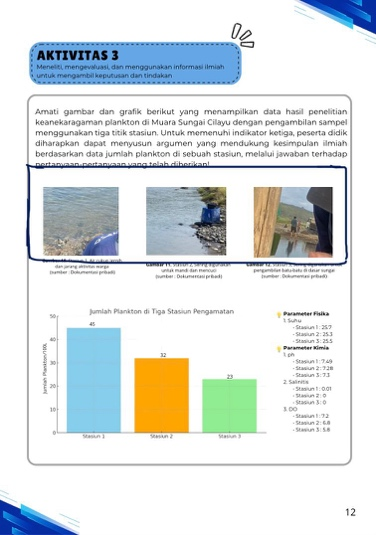 AKTIVITAS 3
Meneliti, mengevaluasi, dan menggunakan informasi ilmiah
untuk mengambil keputusan dan tindakan
Amati gambar dan grafik berikut yang menampilkan data hasil penelitian
keanekaragaman plankton di Muara Sungai Cilayu dengan pengambilan sampel
menggunakan tiga titik stasiun. Untuk memenuhi indikator ketiga, peserta didik
diharapkan dapat menyusun argumen yang mendukung kesimpulan ilmiah
berdasarkan data jumlah plankton di sebuah stasiun, melalui jawaban terhadap
pertanyaan-pertanyaan yang telah diberikan!
dan jarang aktivitas warga
(sumber : Dokumentasi pribadi)
Gambar 11. Stasiun 2, sering digunakan
untuk mandi dan mencuci
(sumber : Dokumentasi pribadi)
pengambilan batu-batu di dasar sungai
(sumber : Dokumentasi pribadi)
Jumlah Plankton di Tiga Stasiun Pengamatan
Jumlah Plankton/10L
50
40
30
20
10
0
45
32
23
Stasiun 1
Stasiun 2
Stasiun 3
Parameter Fisika
1. Suhu
- Stasiun 1 : 25.7
- Stasiun 2 : 25.3
- Stasiun 3 : 25.5
Parameter Kimia
1. ph
- Stasiun 1 : 7.49
- Stasiun 2 : 7.28
- Stasiun 3 : 7.3
2. Salinitis
- Stasiun 1 : 0.01
- Stasiun 2 : 0
- Stasiun 3 : 0
3. DO
- Stasiun 1 : 7.2
- Stasiun 2 : 6.8
- Stasiun 3 : 5.8
12